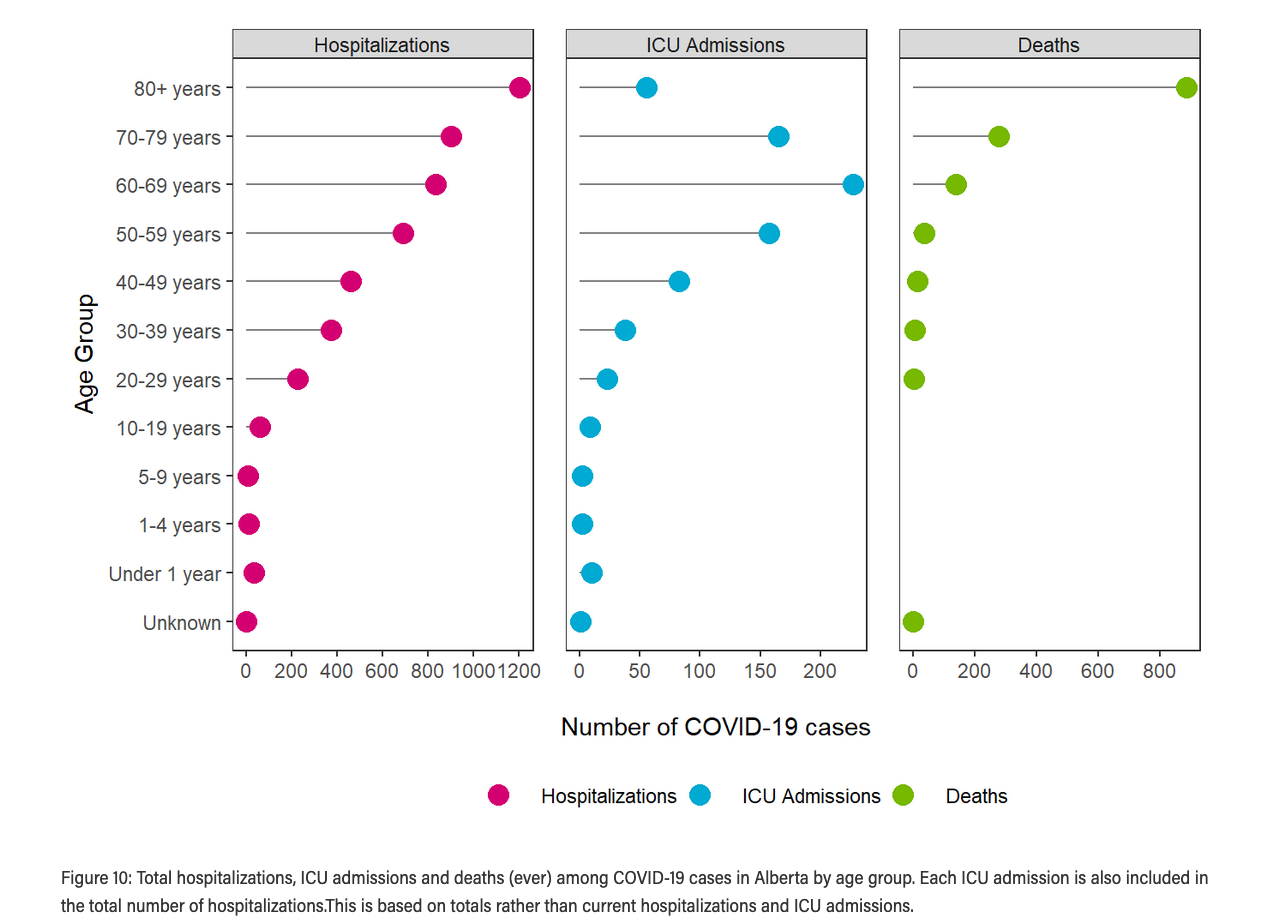 Hospitalizations
ICU Admissions
Deaths
Age Group
80+ years
70-79 years
60-69 years
50-59 years
40-49 years
30-39 years
20-29 years
10-19 years
5-9 years
1-4 years
Under 1 year
Unknown
0 200 400 600 800 1000 1200
0 50 100 150 200
0 200 400 600 800
Number of COVID-19 cases
Hospitalizations ICU Admissions Deaths
Figure 10: Total hospitalizations, ICU admissions and deaths (ever) among COVID-19 cases in Alberta by age group. Each ICU admission is also included in
the total number of hospitalizations.This is based on totals rather than current hospitalizations and ICU admissions.